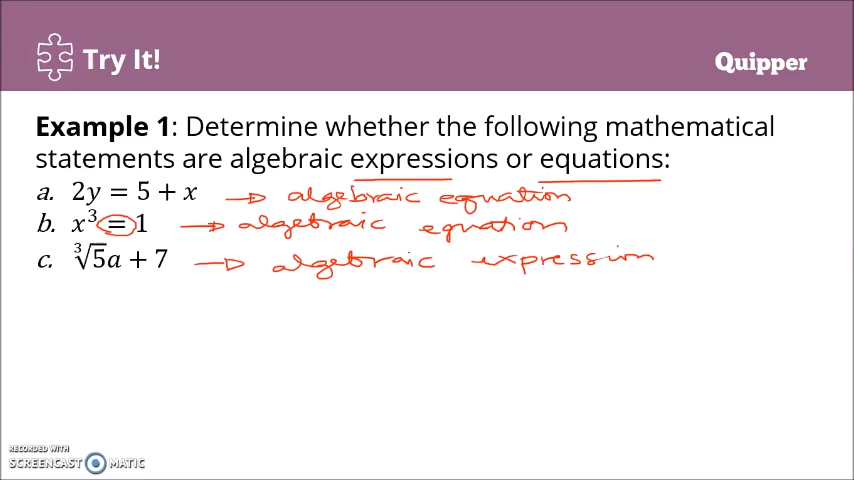 Try It!
Quipper
Example 1: Determine whether the following mathematical
statements are algebraic expressions or equations:
a. 2y = 5 + x → algebraic equation
b. x³ = 1 → algebraic equation
c. ∛5a + 7 → algebraic expression
RECORDED WITH
SCREENCAST MATIC